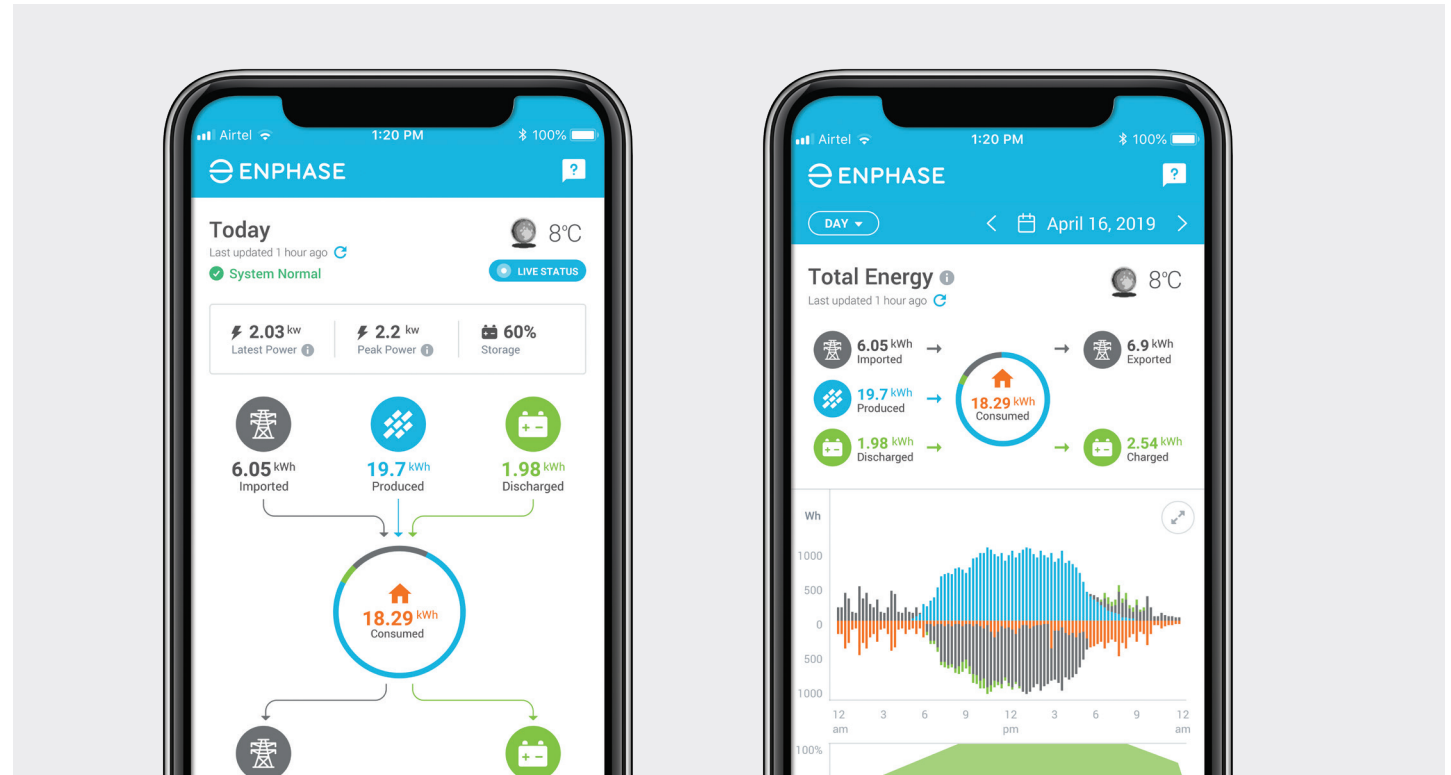 Airtel 1:20 PM 100%
ENPHASE ?
Today 8°C
Last updated 1 hour ago
System Normal LIVE STATUS
2.03 kw 2.2 kw 60%
Latest Power i Peak Power i Storage
6.05 kWh 19.7 kWh 1.98 kWh
Imported Produced Discharged
18.29 kWh
Consumed
Airtel 1:20 PM 100%
ENPHASE ?
DAY April 16, 2019
Total Energy i 8°C
Last updated 1 hour ago
6.05 kWh 6.9 kWh
Imported Exported
19.7 kWh
Produced
18.29 kWh
Consumed
1.98 kWh 2.54 kWh
Discharged Charged
Wh
1000
500
0
500
1000
12 3 6 9 12 3 6 9 12
am pm am
100%